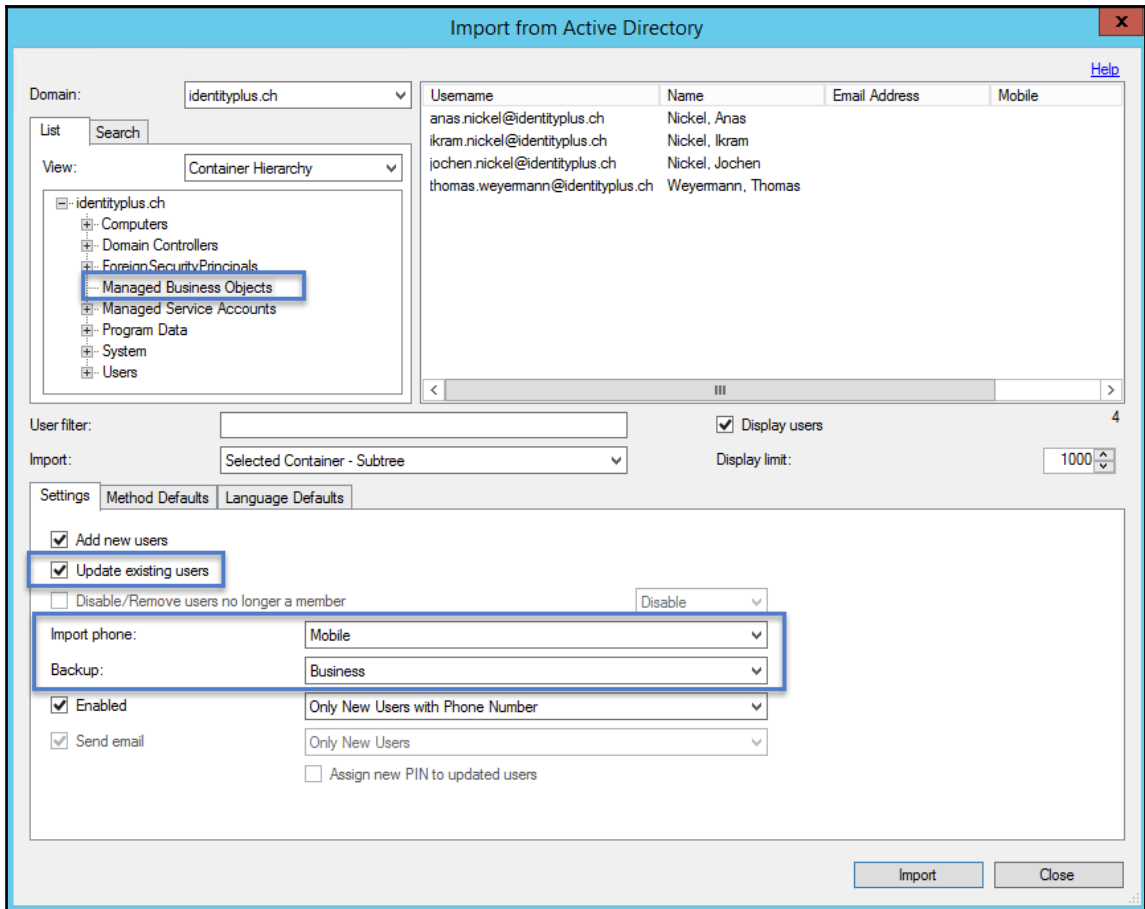 Import from Active Directory
x
Help
Domain:
identityplus.ch
List
Search
View:
Container Hierarchy
identityplus.ch
Computers
Domain Controllers
ForeignSecurityPrincipals
Managed Business Objects
Managed Service Accounts
Program Data
System
Users
Username Name Email Address Mobile
anas.nickel@identityplus.ch Nickel, Anas
ikram.nickel@identityplus.ch Nickel, Ikram
jochen.nickel@identityplus.ch Nickel, Jochen
thomas.weyermann@identityplus.ch Weyermann, Thomas
4
User filter:
Display users
Import: Selected Container - Subtree
Display limit: 1000
Settings Method Defaults Language Defaults
Add new users
Update existing users
Disable/Remove users no longer a member Disable
Import phone: Mobile
Backup: Business
Enabled Only New Users with Phone Number
Send email Only New Users
Assign new PIN to updated users
Import Close